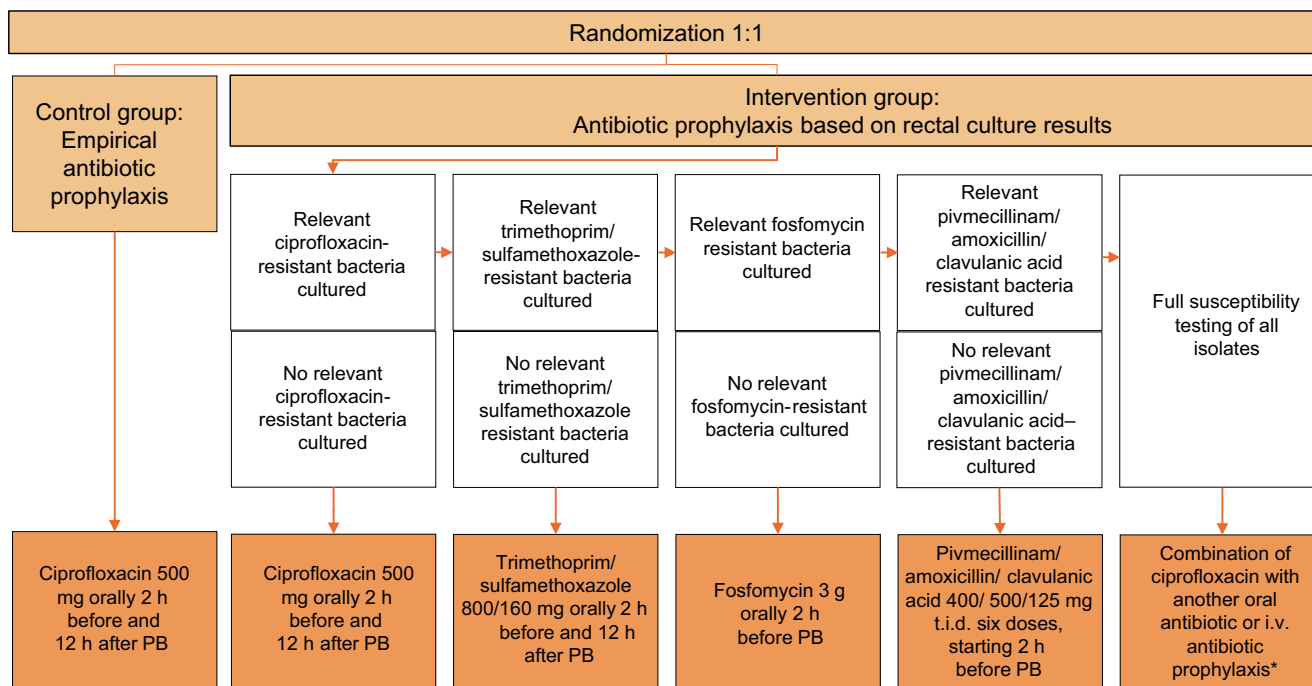 Randomization 1:1
Control group:
Empirical
antibiotic
prophylaxis
Intervention group:
Antibiotic prophylaxis based on rectal culture results
Relevant
ciprofloxacin-
resistant bacteria
cultured
Relevant
trimethoprim/
sulfamethoxazole-
resistant bacteria
cultured
Relevant fosfomycin
resistant bacteria
cultured
Relevant
pivmecillinam/
amoxicillin/
clavulanic acid
resistant bacteria
cultured
Full susceptibility
testing of all
isolates
No relevant
ciprofloxacin-
resistant bacteria
cultured
No relevant
trimethoprim/
sulfamethoxazole
resistant bacteria
cultured
No relevant
fosfomycin-resistant
bacteria cultured
No relevant
pivmecillinam/
amoxicillin/
clavulanic acid–
resistant bacteria
cultured
Ciprofloxacin 500
mg orally 2 h
before and
12 h after PB
Ciprofloxacin 500
mg orally 2 h
before and
12 h after PB
Trimethoprim/
sulfamethoxazole
800/160 mg orally 2 h
before and 12 h
after PB
Fosfomycin 3 g
orally 2 h
before PB
Pivmecillinam/
amoxicillin/ clavulanic
acid 400/ 500/125 mg
t.i.d. six doses,
starting 2 h
before PB
Combination of
ciprofloxacin with
another oral
antibiotic or i.v.
antibiotic
prophylaxis*